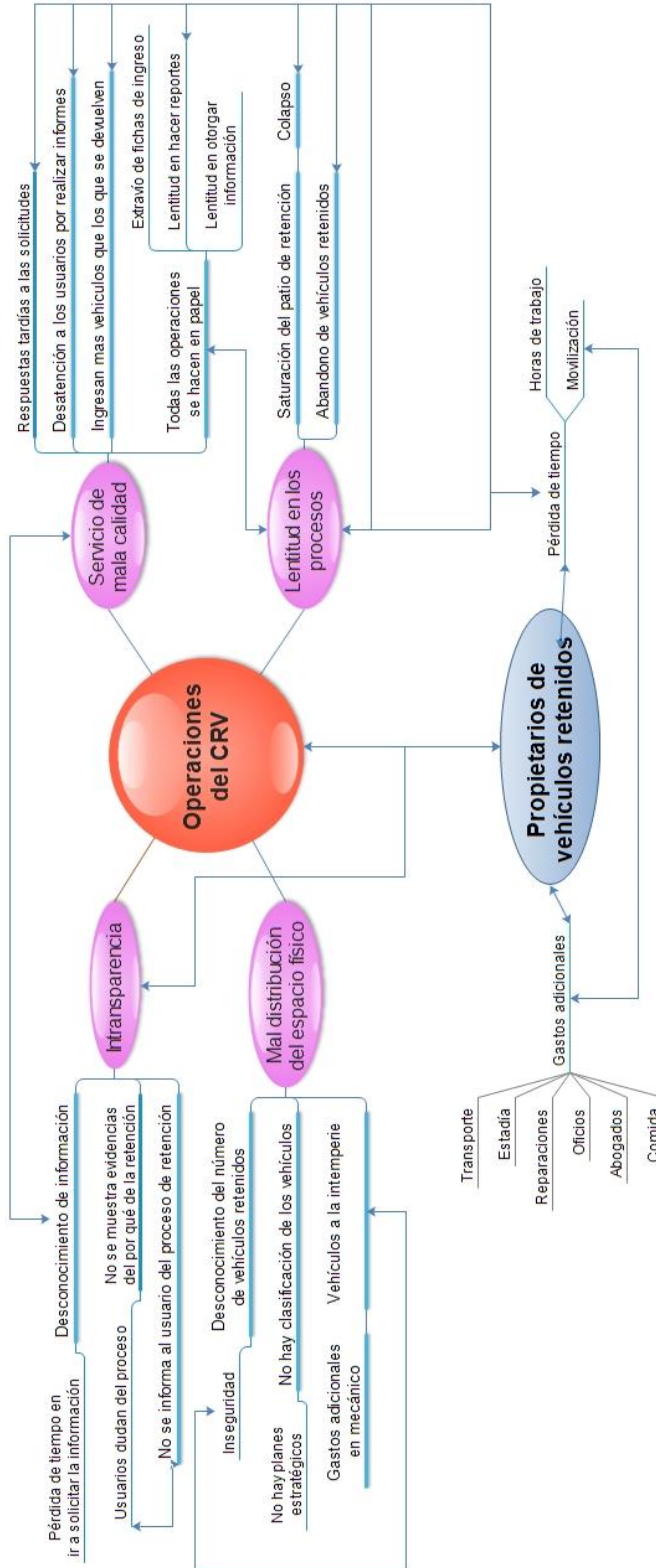 Operaciones
del CRV
Intransparencia
Desconocimiento de información
Pérdida de tiempo en
ir a solicitar la información
No se muestra evidencias
del por qué de la retención
Usuarios dudan del proceso
No se informa al usuario del proceso de retención
Mal distribución
del espacio físico
Desconocimiento del número
de vehículos retenidos
Inseguridad
No hay clasificación de los vehículos
No hay planes
estratégicos
Vehículos a la intemperie
Gastos adicionales
en mecánico
Servicio de
mala calidad
Respuestas tardías a las solicitudes
Desatención a los usuarios por realizar informes
Ingresan mas vehiculos que los que se devuelven
Todas las operaciones
se hacen en papel
Extravío de fichas de ingreso
Lentitud en hacer reportes
Lentitud en otorgar
información
Lentitud en los
procesos
Saturación del patio de retención
Colapso
Abandono de vehículos retenidos
Propietarios de
vehículos retenidos
Gastos adicionales
Transporte
Estadía
Reparaciones
Oficios
Abogados
Comida
Pérdida de tiempo
Horas de trabajo
Movilización